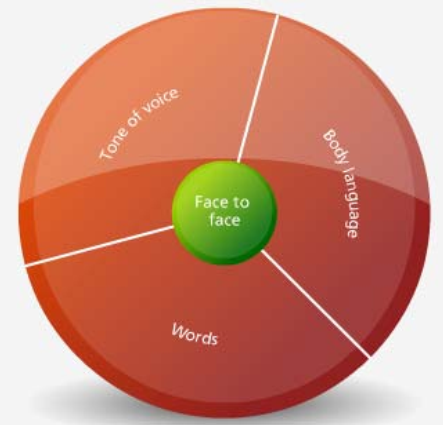 Tone of voice
Body language
Face to
face
Words